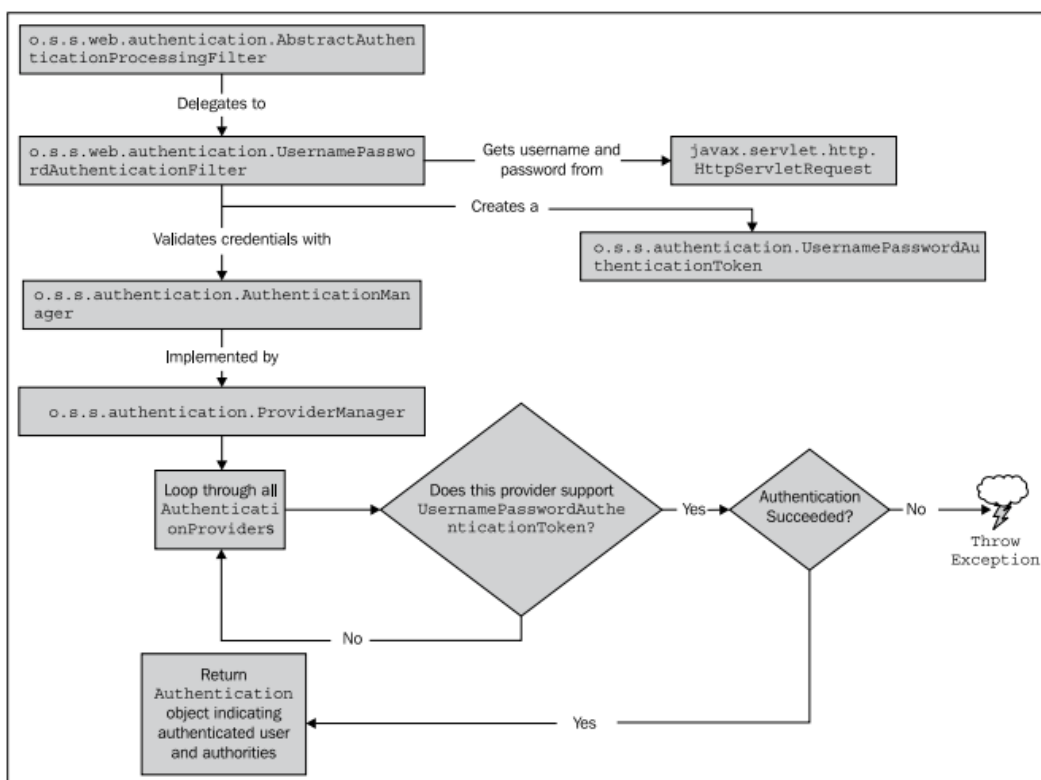 o.s.s.web.authentication.AbstractAuthen
ticationProcessingFilter
Delegates to
o.s.s.web.authentication.UsernamePasswo
rdAuthenticationFilter
Gets username and
password from
javax.servlet.http.
HttpServletRequest
Creates a
Validates credentials with
o.s.s.authentication.UsernamePasswordAu
thenticationToken
o.s.s.authentication.AuthenticationMan
ager
Implemented by
o.s.s.authentication.ProviderManager
Loop through all
Authenticati
onProviders
Does this provider support
UsernamePasswordAuthe
nticationToken?
Yes
Authentication
Succeeded?
No
Throw
Exception
No
Return
Authentication
object indicating
authenticated user
and authorities
Yes